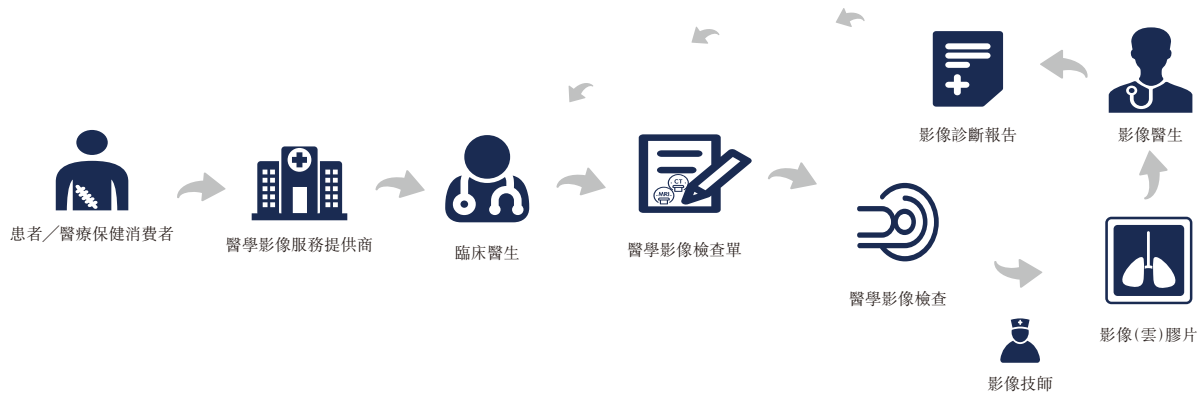 患者╱醫療保健消費者
醫學影像服務提供商
臨床醫生
MRI
CT
醫學影像檢查單
醫學影像檢查
影像技師
影像(雲)膠片
影像醫生
影像診斷報告